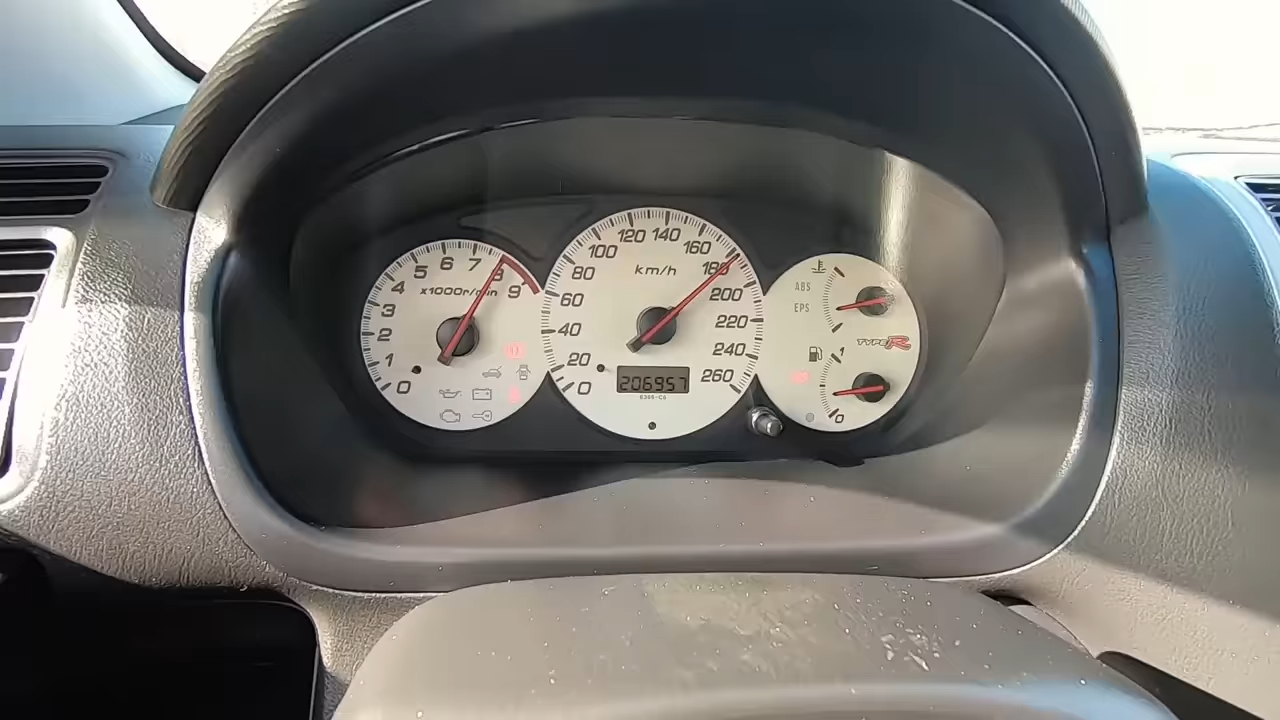 0 1 2 3 4 5 6 7 8 9
x1000r/min
0 20 40 60 80 100 120 140 160 180 200 220 240 260
km/h
206957
ABS
EPS
TYPE R
1
0